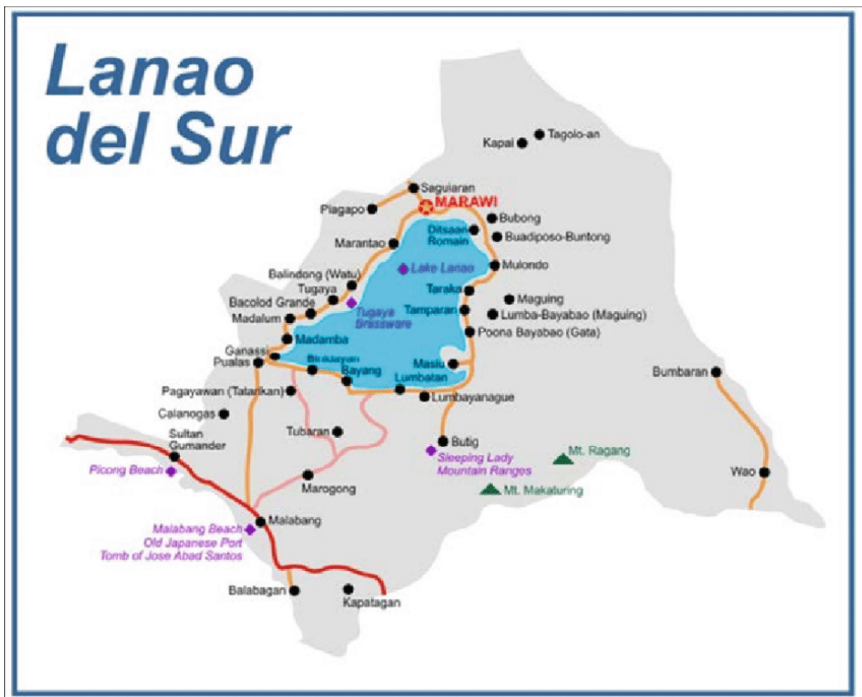 Lanao
del Sur
Tagolo-an
Kapai
Saguiaran
MARAWI
Piagapo
Bubong
Ditsaan
Romain
Buadiposo-Buntong
Marantao
Lake Lanao
Mulondo
Balindong (Watu)
Tugaya
Taraka
Bacolod Grande
Maguing
Tugaya
Brassware
Tamparan
Lumba-Bayabao (Maguing)
Madalum
Poona Bayabao (Gata)
Madamba
Ganassi
Pualas
Binidayan
Masiu
Bayang
Bumbaran
Lumbatan
Pagayawan (Tatarikan)
Lumbayanague
Calanogas
Tubaran
Sultan
Gumander
Butig
Mt. Ragang
Sleeping Lady
Mountain Ranges
Picong Beach
Wao
Marogong
Mt. Makaturing
Malabang
Malabang Beach
Old Japanese Port
Tomb of Jose Abad Santos
Balabagan
Kapatagan